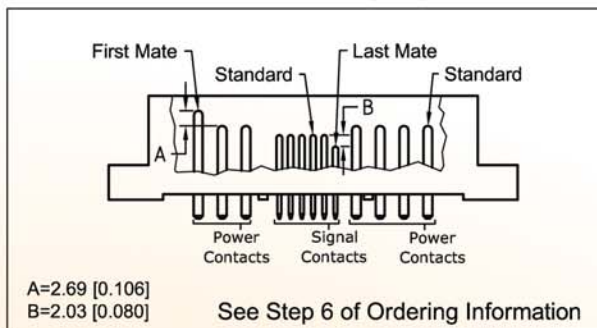 First Mate
Last Mate
Standard
Standard
B
A
Power Contacts
Signal Contacts
Power Contacts
A=2.69 [0.106]
B=2.03 [0.080]
See Step 6 of Ordering Information